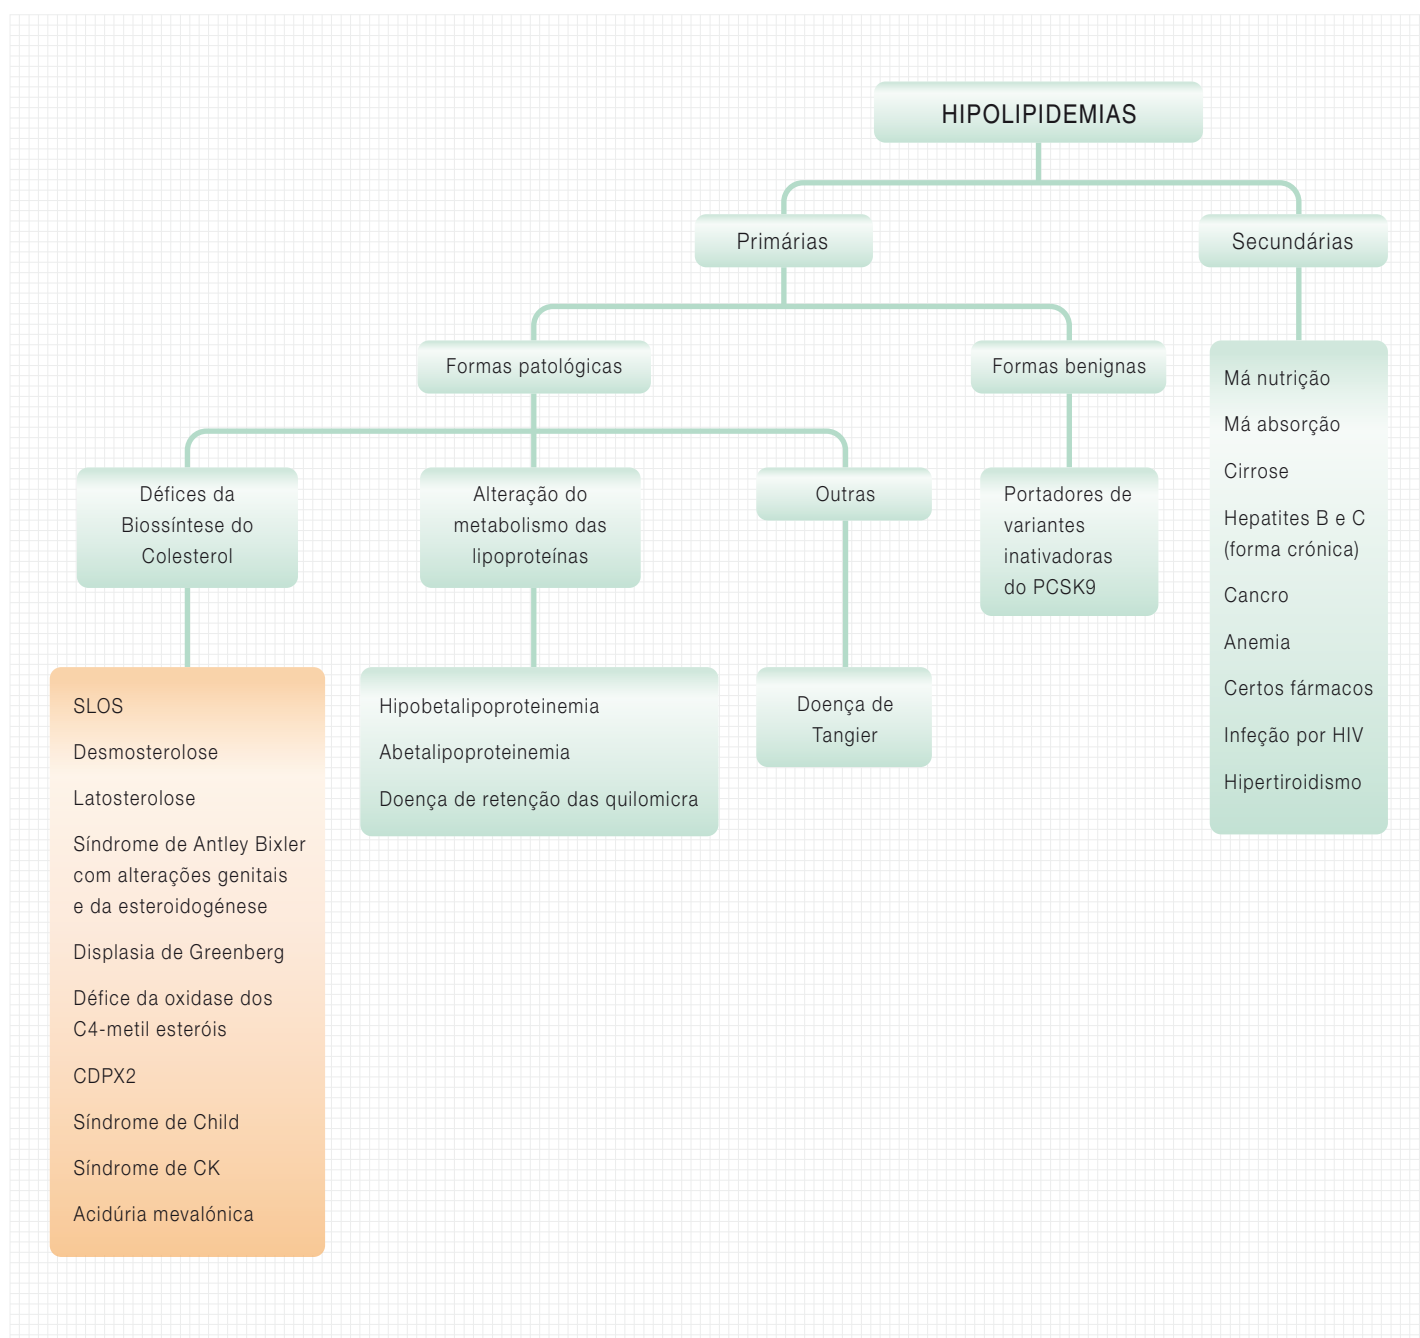 HIPOLIPIDEMIAS
Primárias
Secundárias
Formas patológicas
Formas benignas
Défices da
Biossíntese do
Colesterol
Alteração do
metabolismo das
lipoproteínas
Outras
Portadores de
variantes
inativadoras
do PCSK9
Má nutrição
Má absorção
Cirrose
Hepatites B e C
(forma crónica)
Cancro
Anemia
Certos fármacos
Infeção por HIV
Hipertiroidismo
SLOS
Desmosterolose
Latosterolose
Síndrome de Antley Bixler
com alterações genitais
e da esteroidogénese
Displasia de Greenberg
Défice da oxidase dos
C4-metil esteróis
CDPX2
Síndrome de Child
Síndrome de CK
Acidúria mevalónica
Hipobetalipoproteinemia
Abetalipoproteinemia
Doença de retenção das quilomicra
Doença de
Tangier